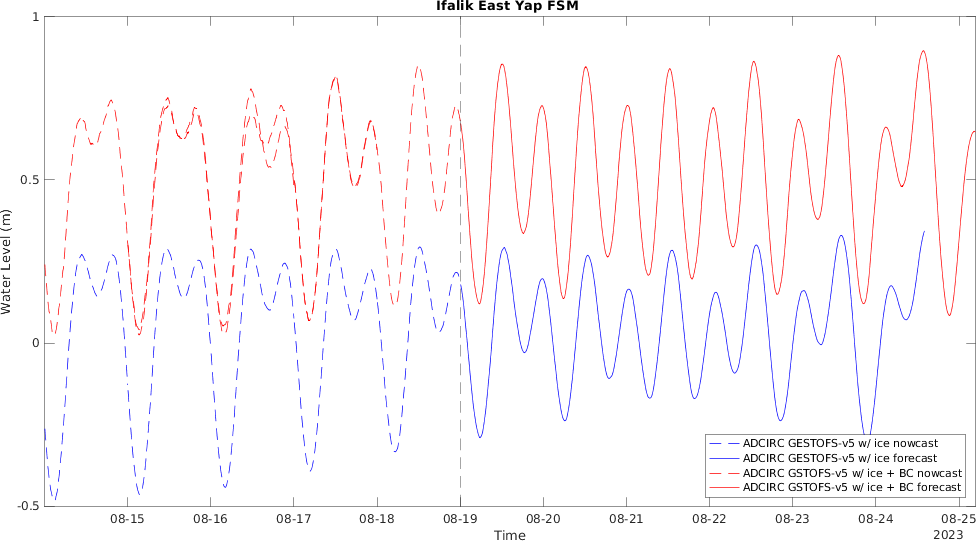 Ifalik East Yap FSM
1
0.5
0
-0.5
Water Level (m)
08-15 08-16 08-17 08-18 08-19 08-20 08-21 08-22 08-23 08-24 08-25
Time
2023
ADCIRC GESTOFS-v5 w/ ice nowcast
ADCIRC GESTOFS-v5 w/ ice forecast
ADCIRC GSTOFS-v5 w/ ice + BC nowcast
ADCIRC GSTOFS-v5 w/ ice + BC forecast